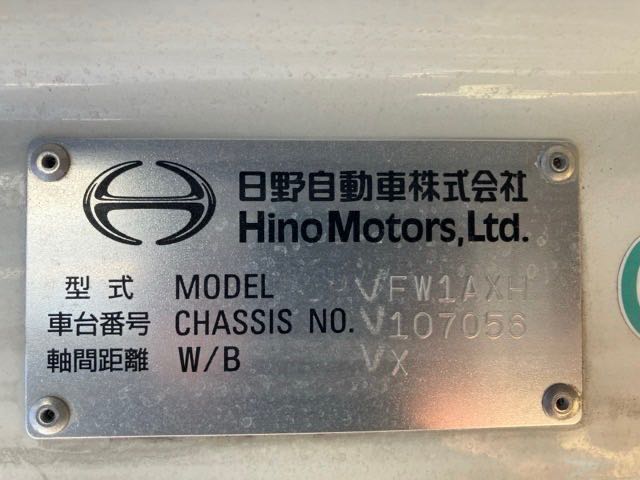 日野自動車株式会社
Hino Motors, Ltd.
型式 MODEL VFW1AXH
車台番号 CHASSIS NO. V107056
軸間距離 W/B VX